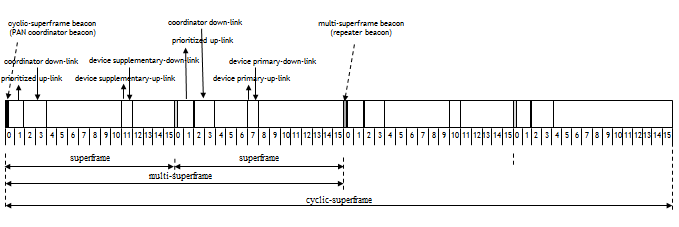 cyclic-superframe beacon
(PAN coordinator beacon)
coordinator down-link
prioritized up-link
multi-superframe beacon
(repeater beacon)
coordinator down-link
device supplementary-down-link
device primary-down-link
prioritized up-link
device supplementary-up-link
device primary-up-link
0 1 2 3 4 5 6 7 8 9 10 11 12 13 14 15 0 1 2 3 4 5 6 7 8 9 10 11 12 13 14 15 0 1 2 3 4 5 6 7 8 9 10 11 12 13 14 15 0 1 2 3 4 5 6 7 8 9 10 11 12 13 14 15
superframe superframe
multi-superframe
cyclic-superframe